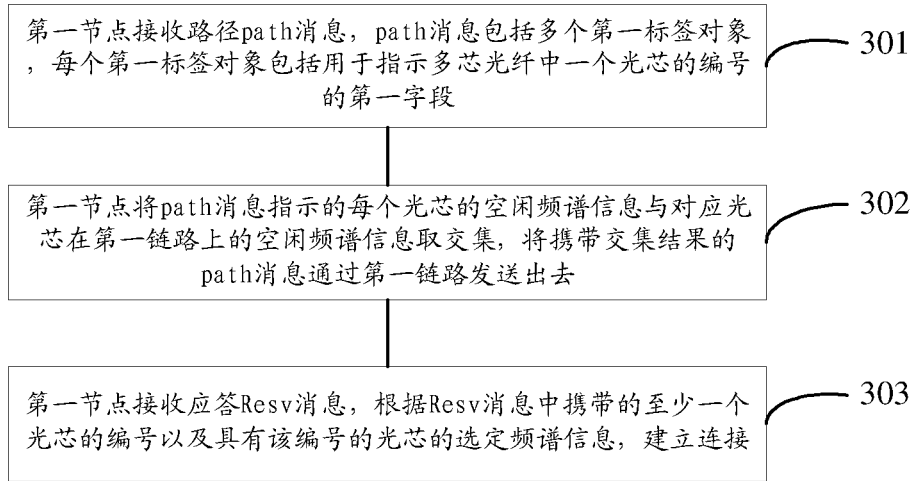 第一节点接收路径path消息，path消息包括多个第一标签对象
，每个第一标签对象包括用于指示多芯光纤中一个光芯的编号
的第一字段
301
第一节点将path消息指示的每个光芯的空闲频谱信息与对应光
芯在第一链路上的空闲频谱信息取交集，将携带交集结果的
path消息通过第一链路发送出去
302
第一节点接收应答Resv消息，根据Resv消息中携带的至少一个
光芯的编号以及具有该编号的光芯的选定频谱信息，建立连接
303